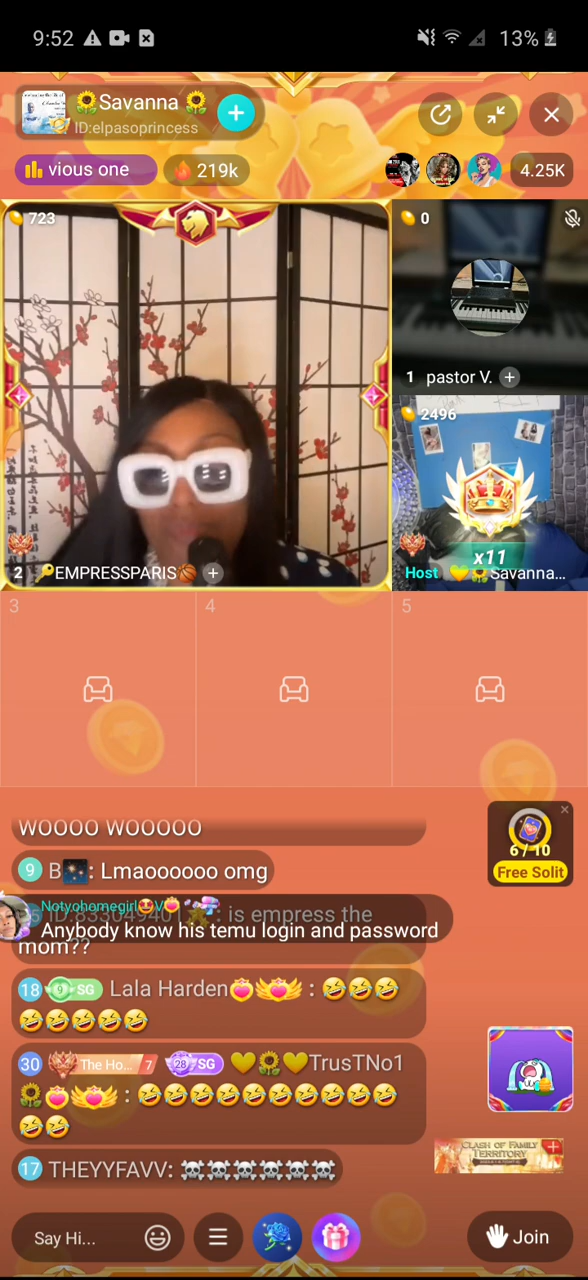 9:52
13%
🌻Savanna 🌻
ID:elpasoprincess
vious one
219k
4.25K
723
0
1 pastor V.
2496
x11
2 🔑EMPRESSPARIS🏀
Host 💛🌻Savanna...
3
4
5
WOOOO WOOOOO
9 B🎆: Lmaoooooo omg
6 / 10
Free Solit
: is empress the
mom??
Notyohomegirl
Anybody know his temu login and password
18 9 SG Lala Harden : 🤣🤣🤣
🤣🤣🤣🤣🤣
30 The Ho... 7 28 SG 💛🌻💛TrusTNo1
🌻 : 😂😂😂😂😂😂😂😂😂😂
😂😂
CLASH OF FAMILY
TERRITORY
17 THEYYFAVV: ☠️☠️☠️☠️☠️☠️
Say Hi...
Join